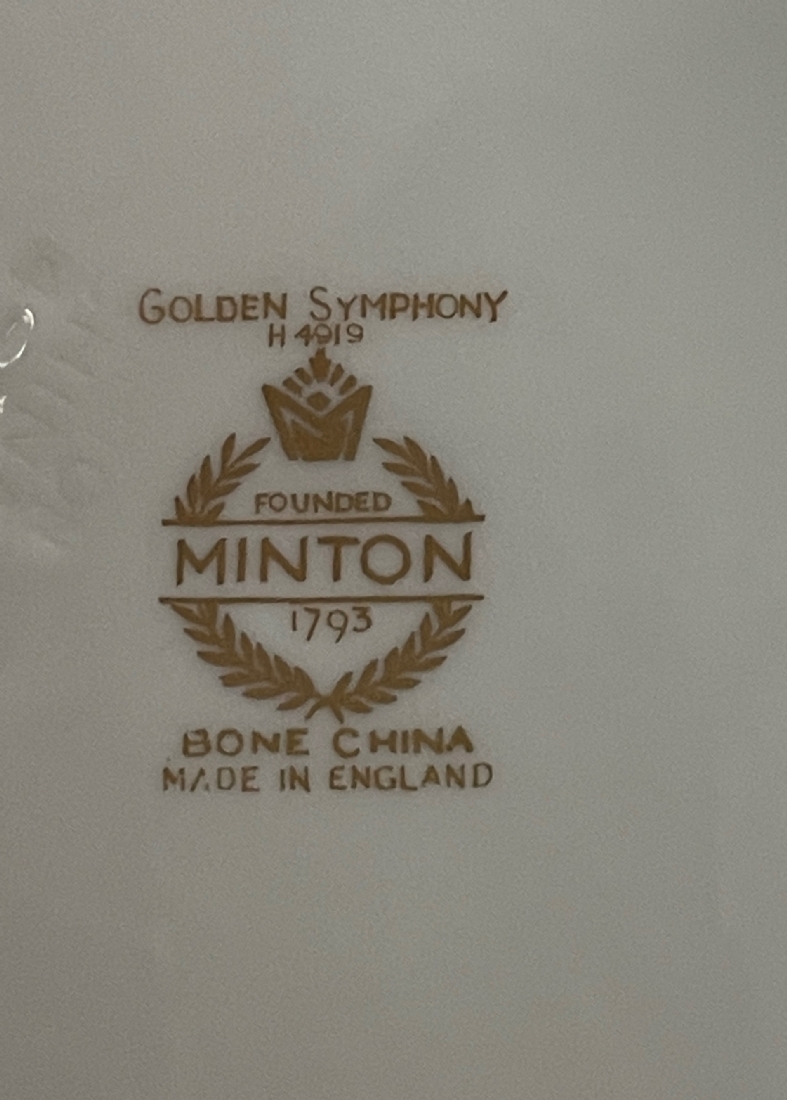 GOLDEN SYMPHONY
H 4919
FOUNDED
MINTON
1793
BONE CHINA
MADE IN ENGLAND